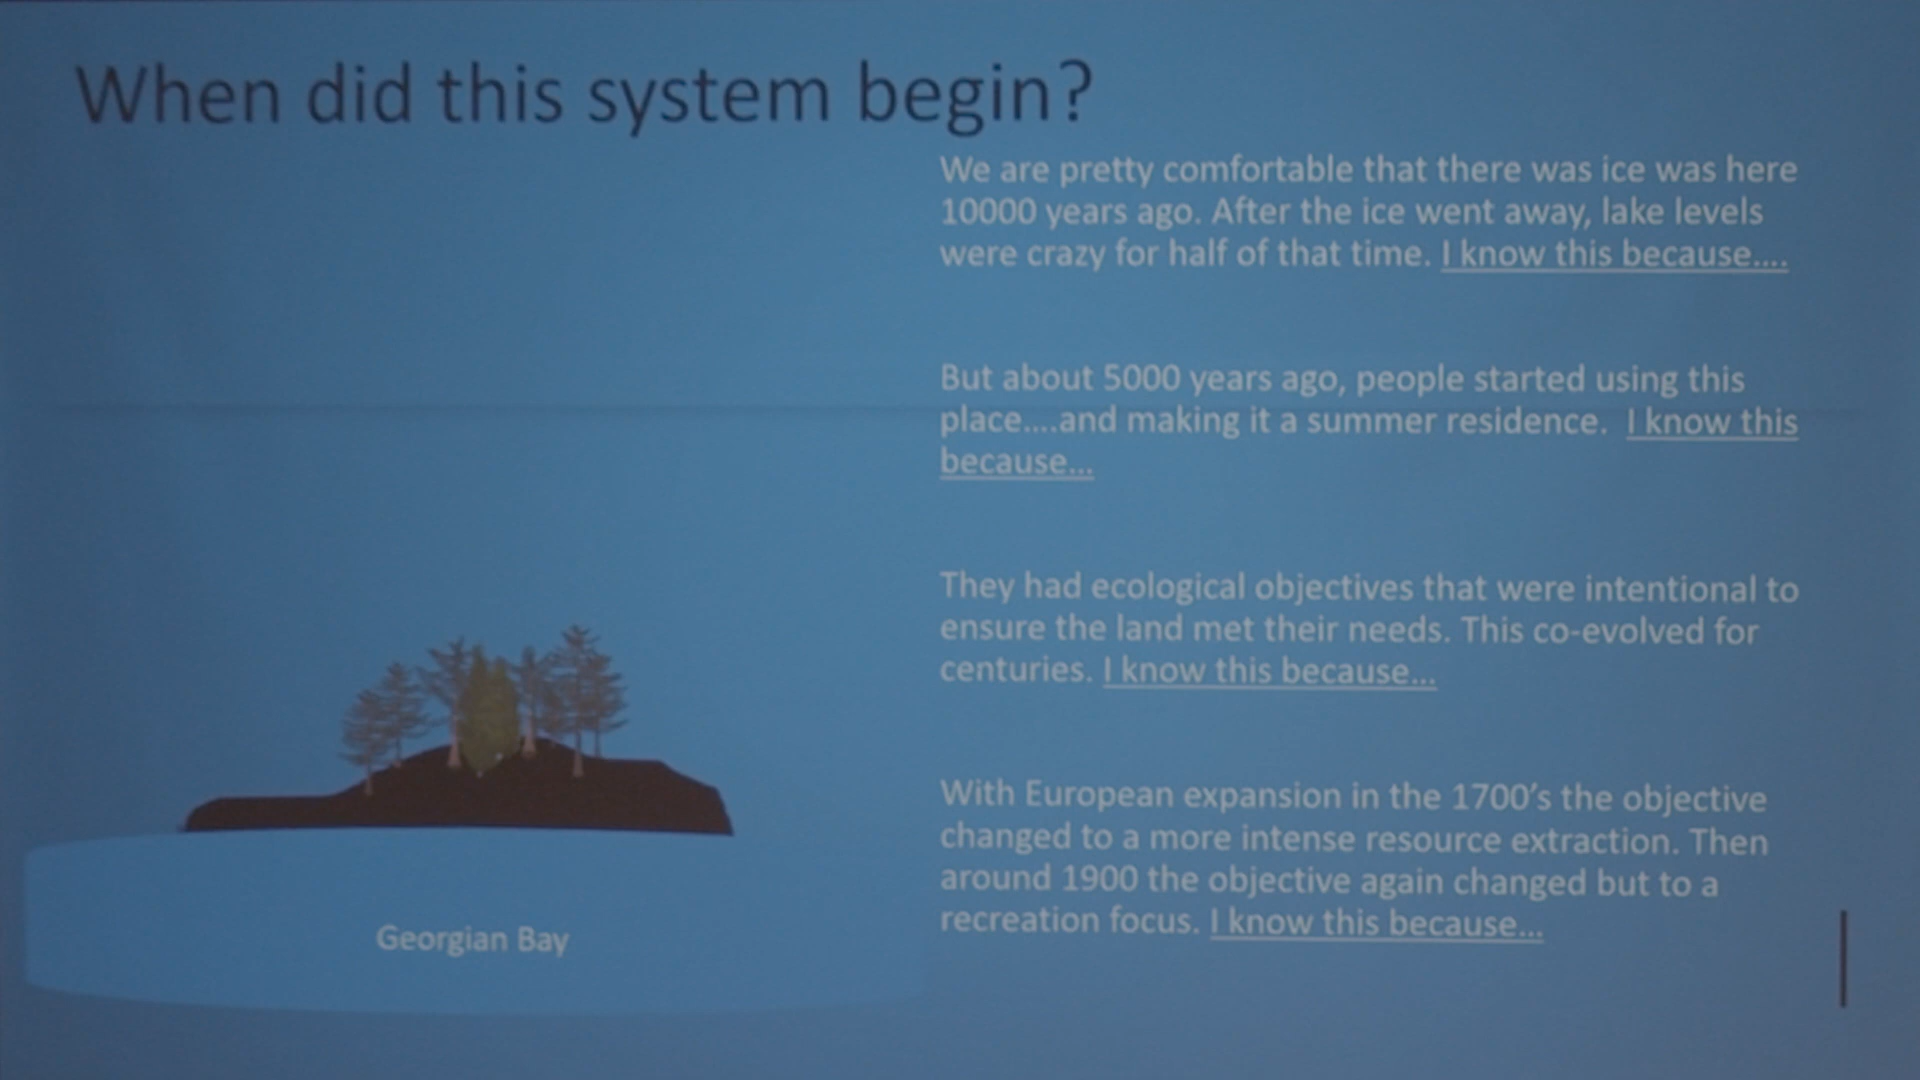 When did this system begin?
We are pretty comfortable that there was ice was here
10000 years ago. After the ice went away, lake levels
were crazy for half of that time. I know this because....
But about 5000 years ago, people started using this
place....and making it a summer residence. I know this
because...
They had ecological objectives that were intentional to
ensure the land met their needs. This co-evolved for
centuries. I know this because...
With European expansion in the 1700's the objective
changed to a more intense resource extraction. Then
around 1900 the objective again changed but to a
recreation focus. I know this because...
Georgian Bay